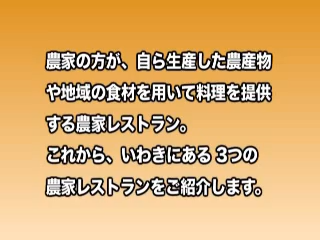 農家の方が、自ら生産した農産物
や地域の食材を用いて料理を提供
する農家レストラン。
これから、いわきにある 3つの
農家レストランをご紹介します。